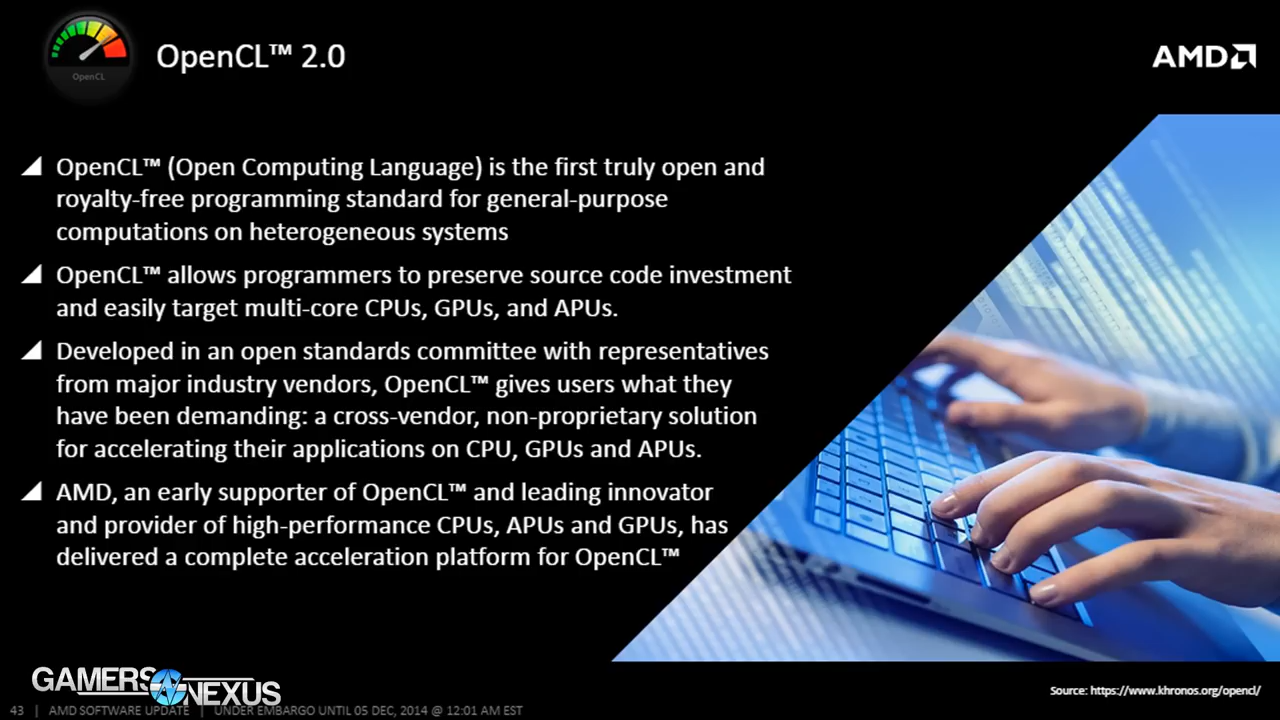 OpenCL
OpenCL™ 2.0
AMD
OpenCL™ (Open Computing Language) is the first truly open and
royalty-free programming standard for general-purpose
computations on heterogeneous systems
OpenCL™ allows programmers to preserve source code investment
and easily target multi-core CPUs, GPUs, and APUs.
Developed in an open standards committee with representatives
from major industry vendors, OpenCL™ gives users what they
have been demanding: a cross-vendor, non-proprietary solution
for accelerating their applications on CPU, GPUs and APUs.
AMD, an early supporter of OpenCL™ and leading innovator
and provider of high-performance CPUs, APUs and GPUs, has
delivered a complete acceleration platform for OpenCL™
Source: https://www.khronos.org/opencl/
GAMERS
NEXUS
43 | AMD SOFTWARE UPDATE | UNDER EMBARGO UNTIL 05 DEC, 2014 @ 12:01 AM EST